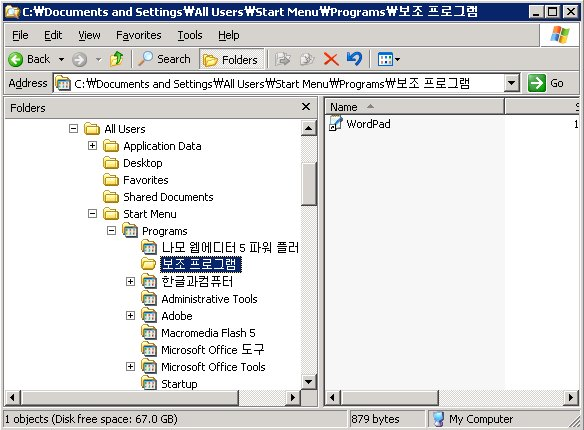 C:₩Documents and Settings₩All Users₩Start Menu₩Programs₩보조 프로그램
File Edit View Favorites Tools Help
Back Search Folders
Address C:₩Documents and Settings₩All Users₩Start Menu₩Programs₩보조 프로그램 Go
Folders
Name S
All Users
WordPad 1
Application Data
Desktop
Favorites
Shared Documents
Start Menu
Programs
나모 웹에디터 5 파워 플러
보조 프로그램
한글과컴퓨터
Administrative Tools
Adobe
Macromedia Flash 5
Microsoft Office 도구
Microsoft Office Tools
Startup
1 objects (Disk free space: 67.0 GB) 879 bytes My Computer